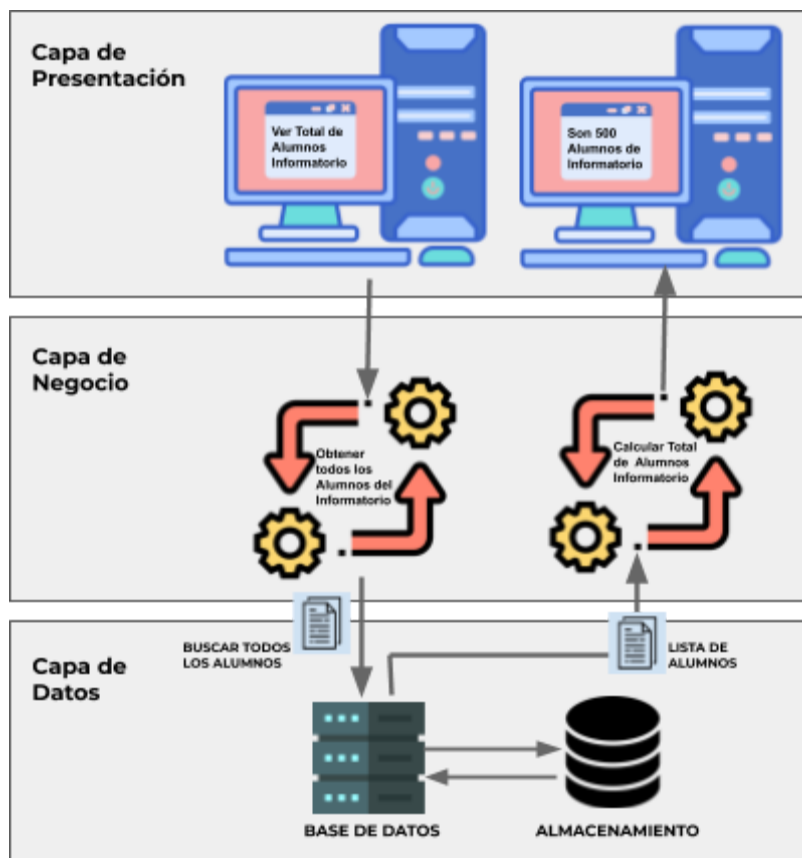 Capa de
Presentación
Ver Total de
Alumnos
Informatorio
Son 500
Alumnos de
Informatorio
Capa de
Negocio
Obtener
todos los
Alumnos del
Informatorio
Calcular Total
de Alumnos
Informatorio
Capa de
Datos
BUSCAR TODOS
LOS ALUMNOS
LISTA DE
ALUMNOS
BASE DE DATOS
ALMACENAMIENTO